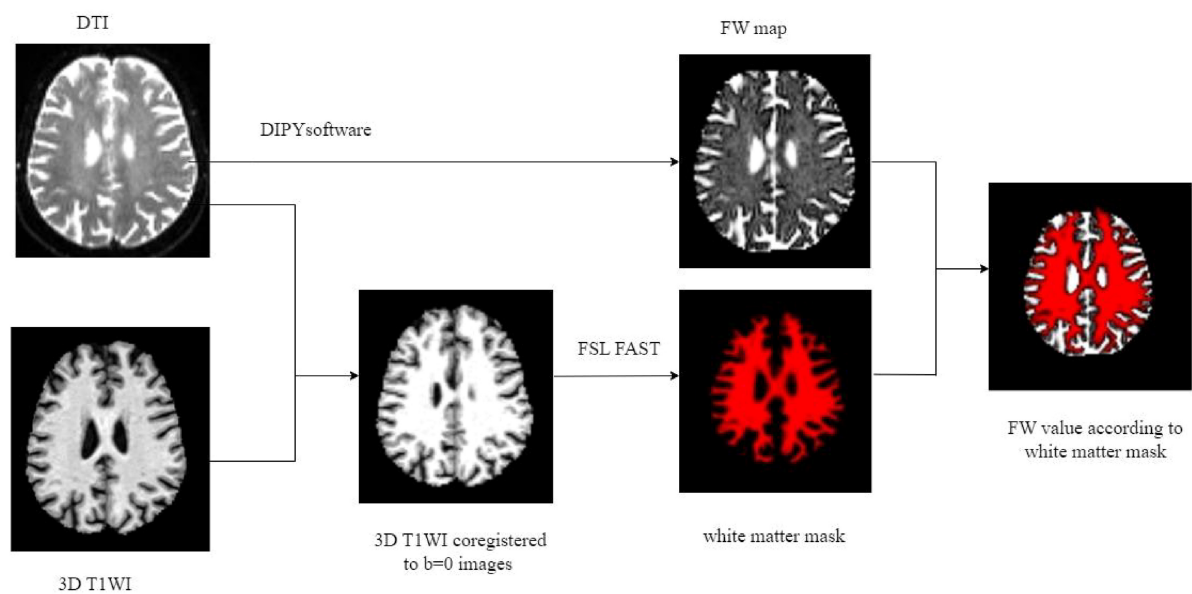 DTI
FW map
DIPYsoftware
FSL FAST
FW value according to
white matter mask
3D T1WI coregistered
to b=0 images
white matter mask
3D T1WI